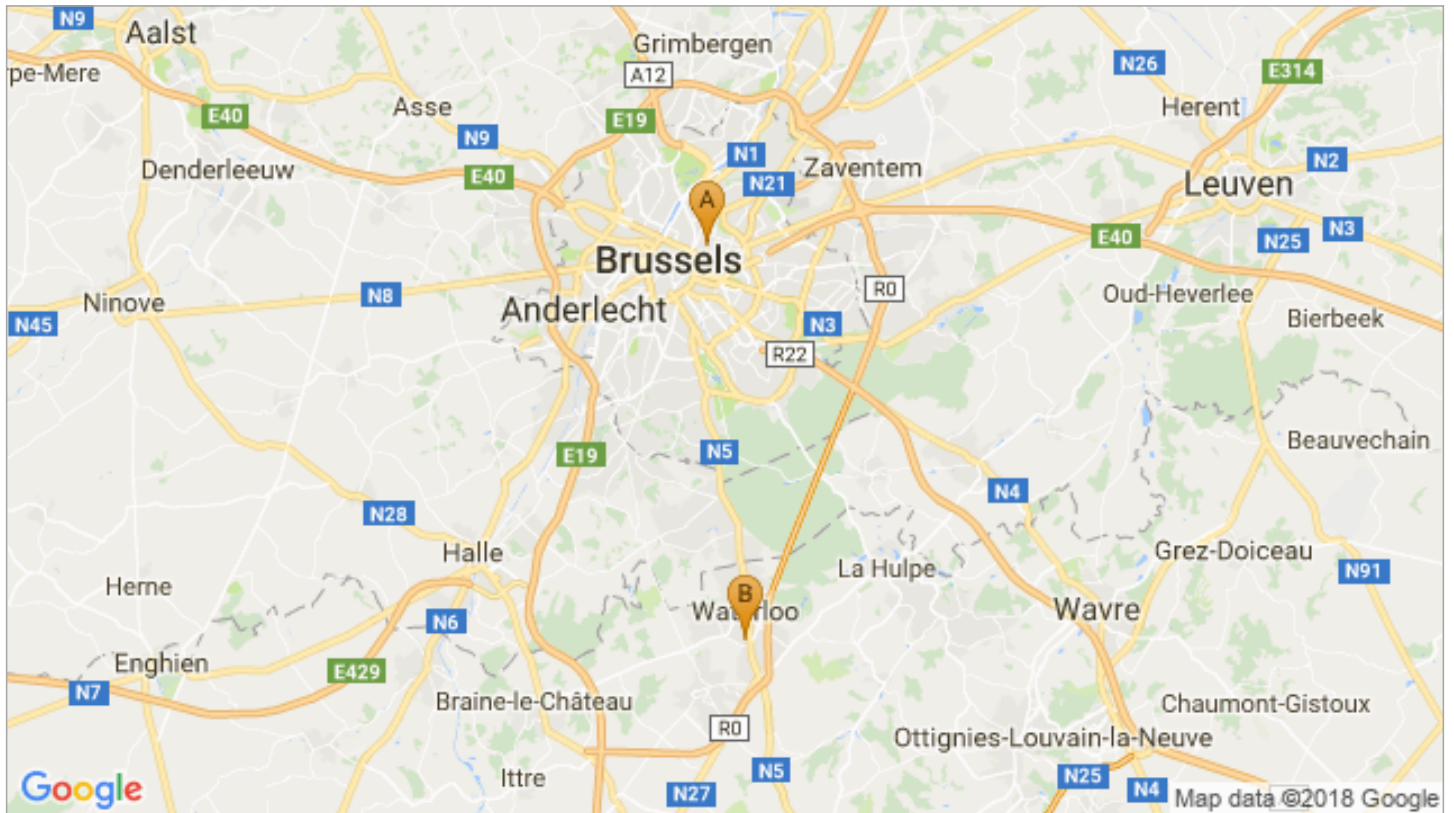 N9
Aalst
Grimbergen
A12
N26
E314
rpe-Mere
Asse
E40
E19
Herent
N9
N1
N2
Denderleeuw
E40
N21
Zaventem
Leuven
A
N3
N25
E40
Brussels
R0
Oud-Heverlee
N8
Ninove
Anderlecht
N45
N3
Bierbeek
R22
Beauvechain
E19
N5
N4
N28
Halle
Grez-Doiceau
La Hulpe
N91
Herne
B
Waterloo
Wavre
N6
Enghien
E429
N7
Braine-le-Château
Chaumont-Gistoux
R0
Ottignies-Louvain-la-Neuve
Ittre
N5
N25
N27
N4
Google
Map data ©2018 Google